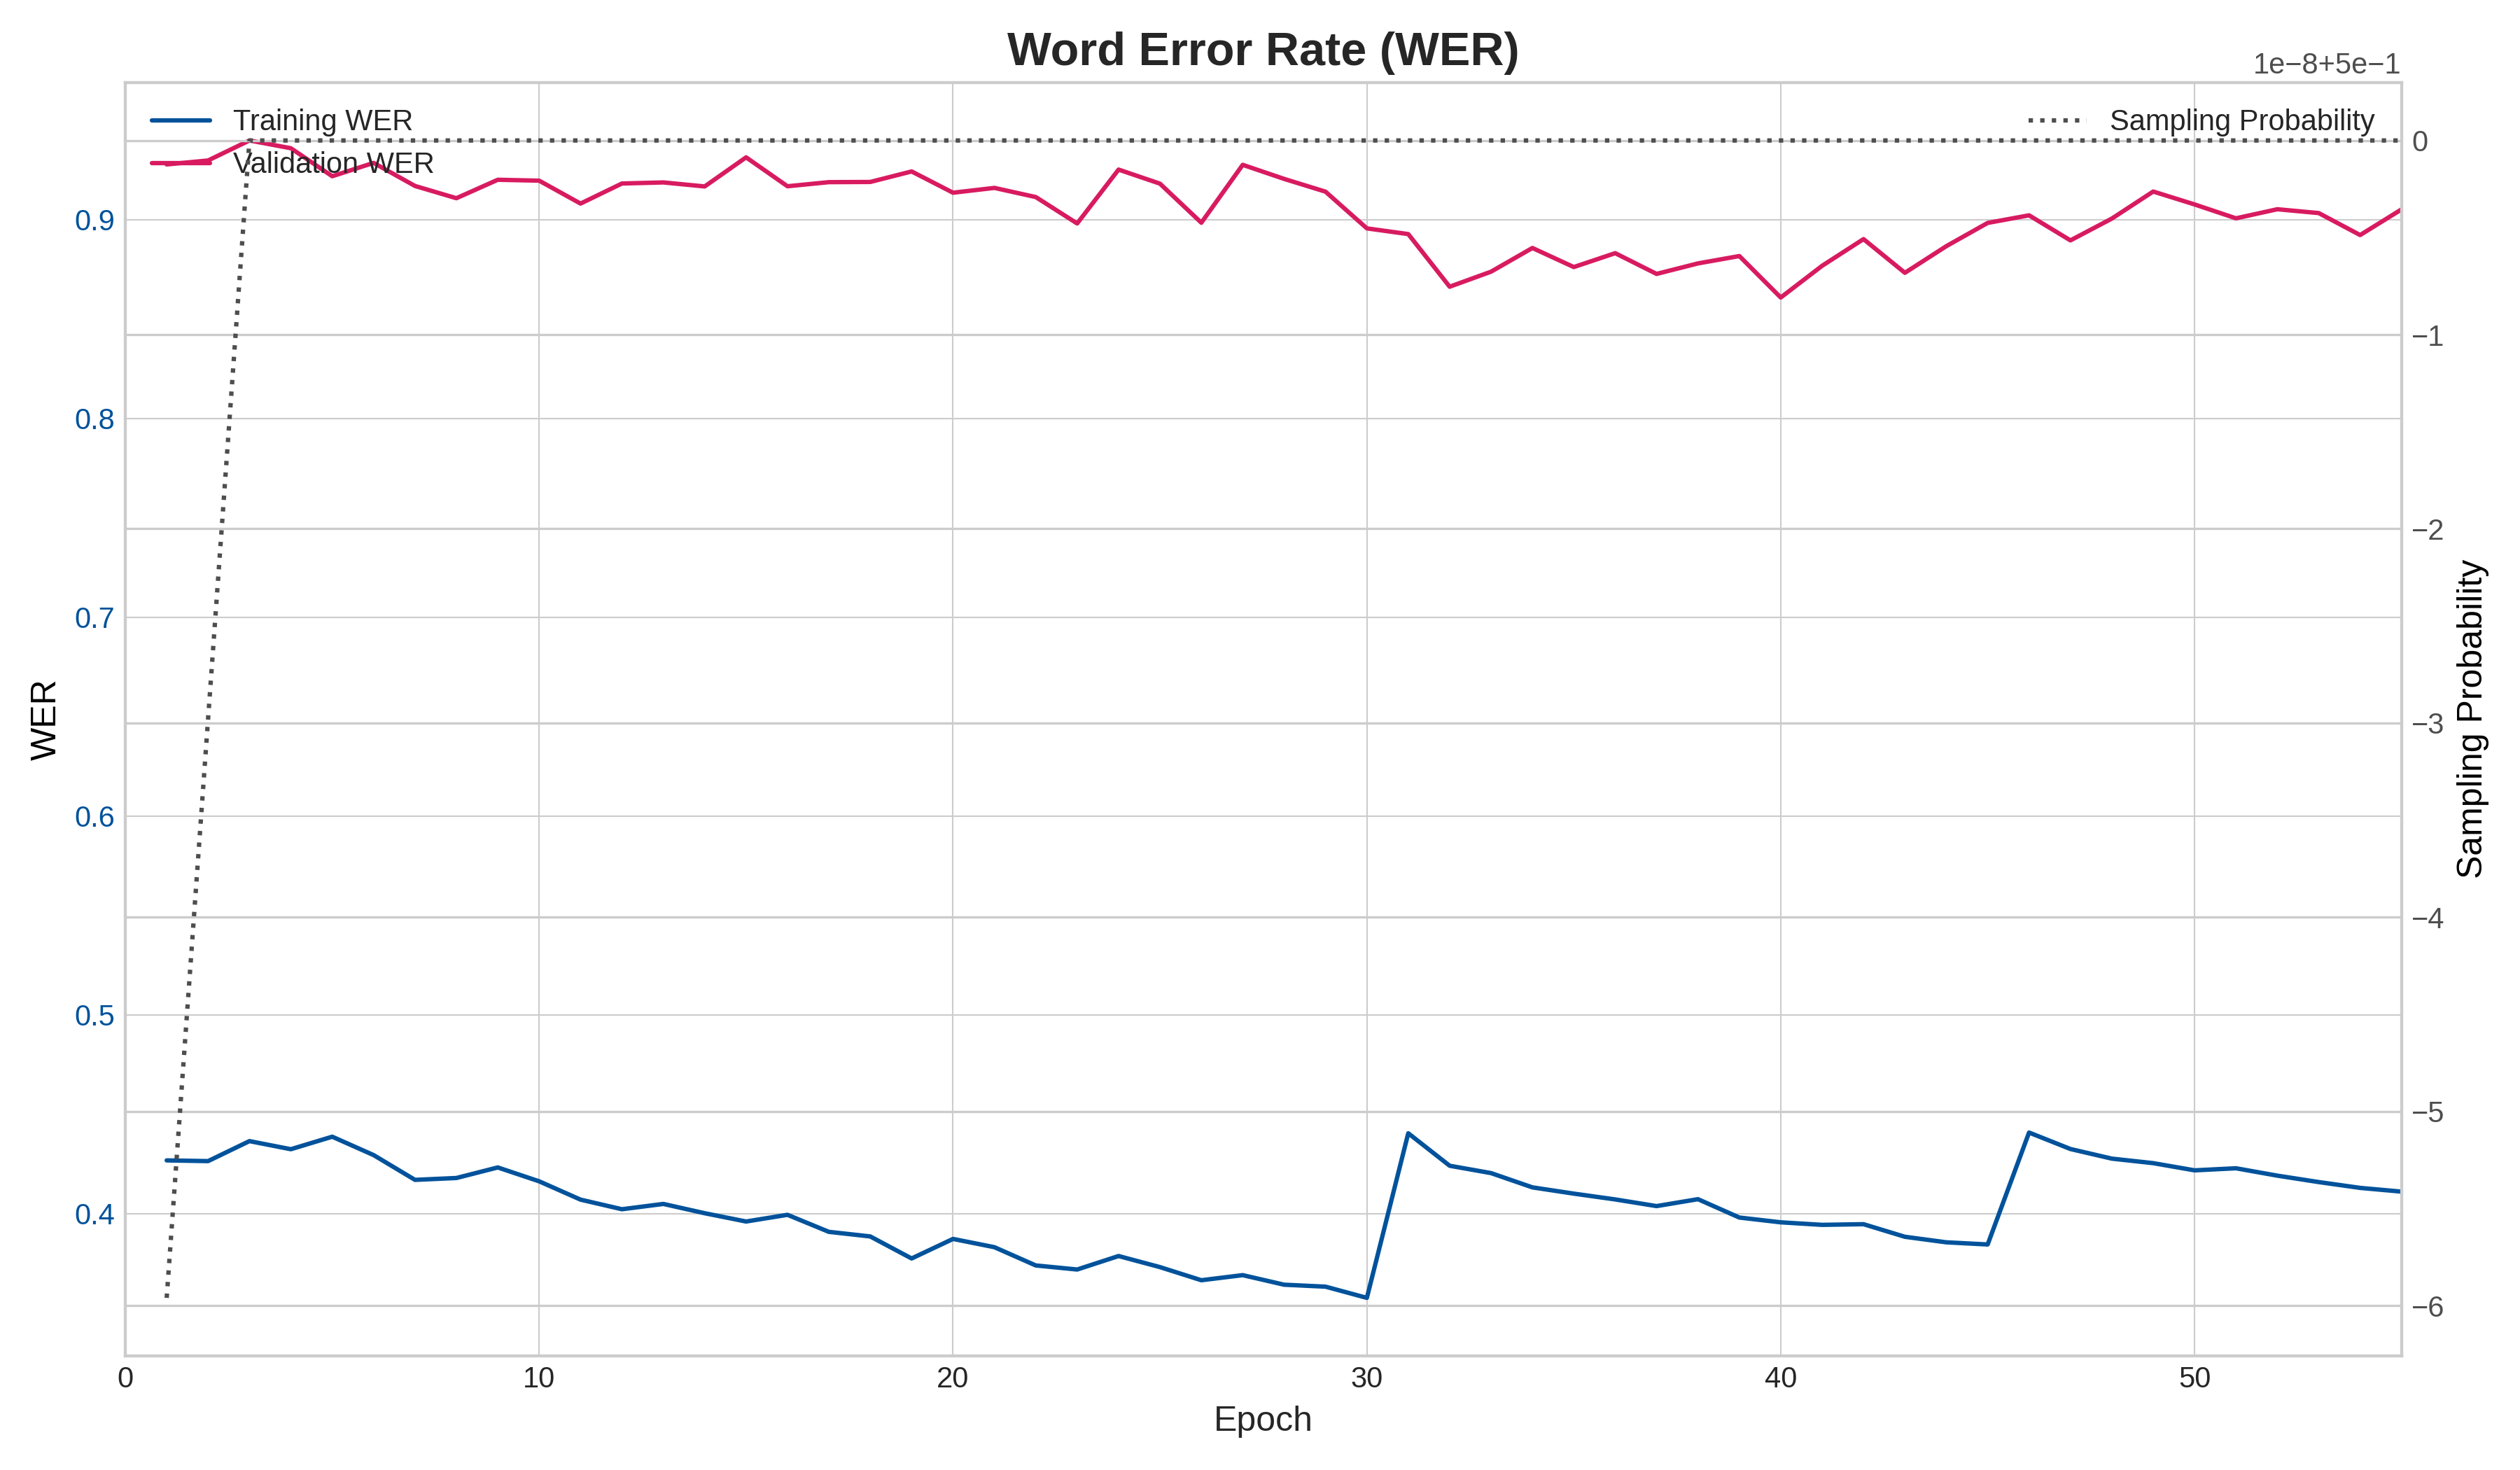 Word Error Rate (WER)
1e−8+5e−1
Training WER
Validation WER
Sampling Probability
0.9
0.8
0.7
0.6
0.5
0.4
WER
0
−1
−2
−3
−4
−5
−6
Sampling Probability
0 10 20 30 40 50
Epoch